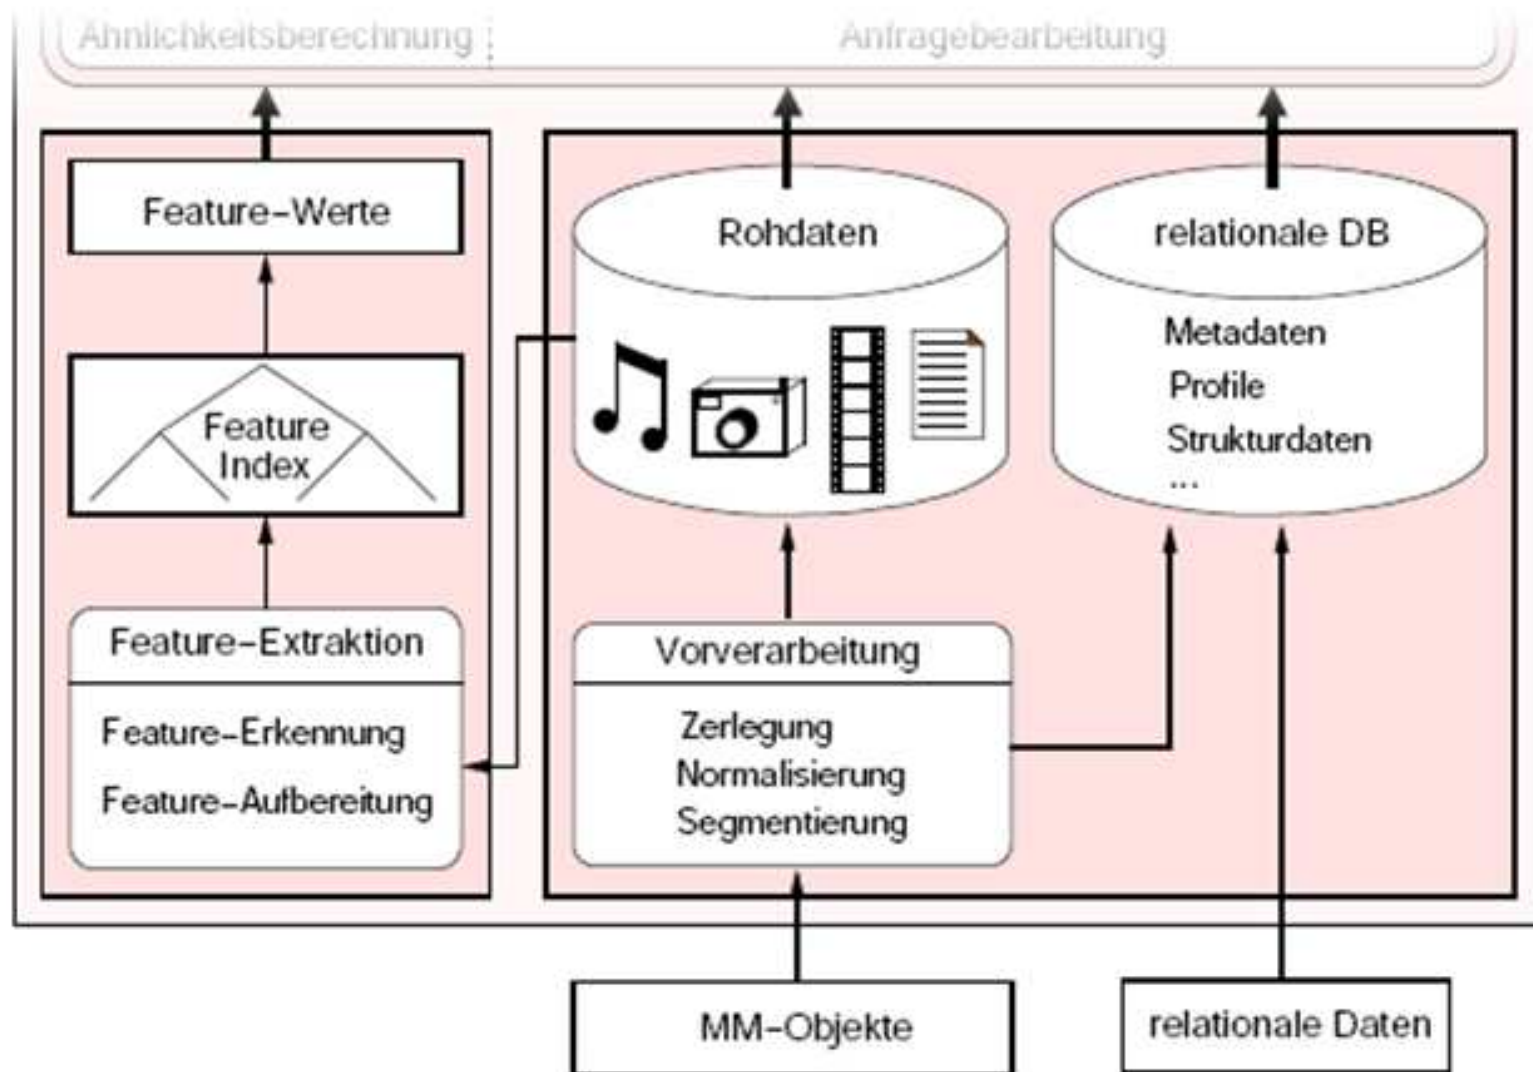 Ähnlichkeitsberechnung
Anfragebearbeitung
Feature-Werte
Rohdaten
relationale DB
Metadaten
Profile
Strukturdaten
...
Feature
Index
Feature-Extraktion
Feature-Erkennung
Feature-Aufbereitung
Vorverarbeitung
Zerlegung
Normalisierung
Segmentierung
MM-Objekte
relationale Daten